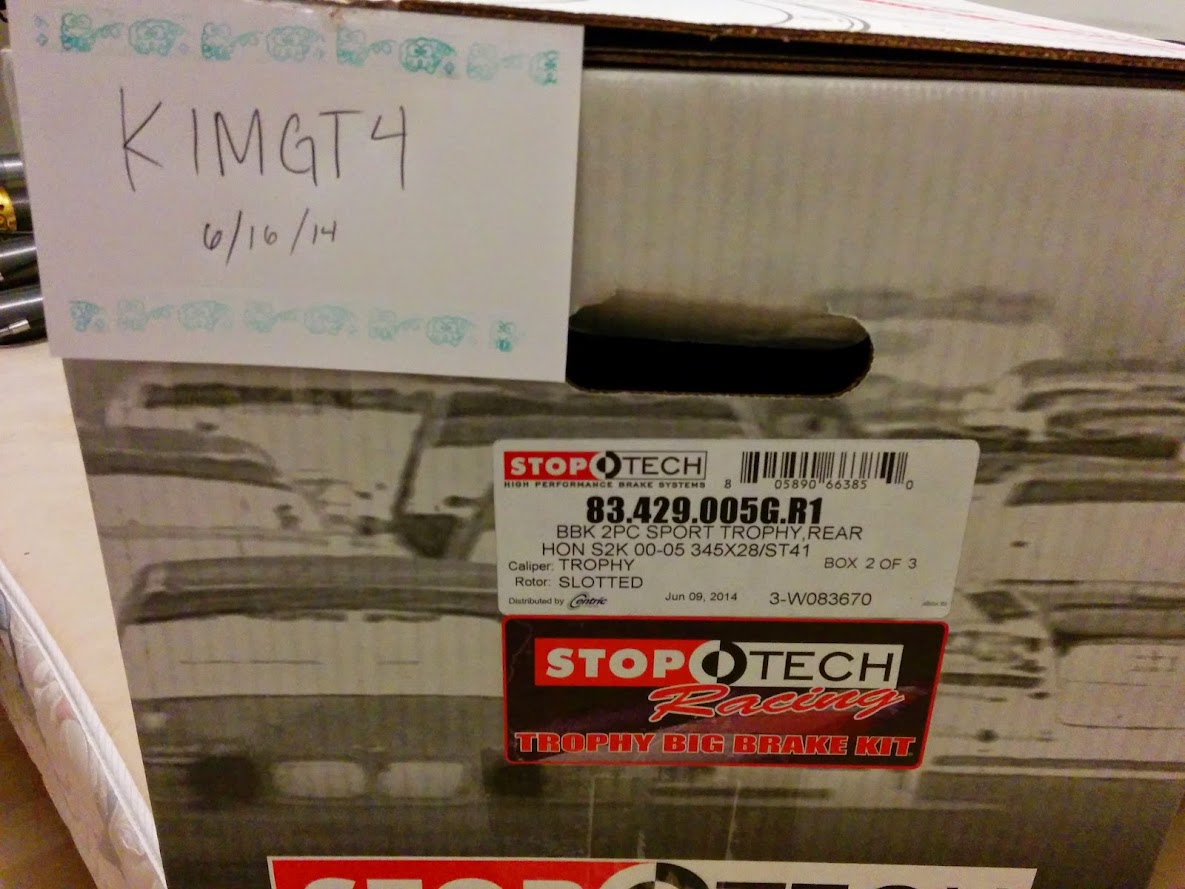 KIMGT4
6/16/14
STOPTECH
HIGH PERFORMANCE BRAKE SYSTEMS
8 05890 66385 0
83.429.005G.R1
BBK 2PC SPORT TROPHY,REAR
HON S2K 00-05 345X28/ST41
Caliper: TROPHY
BOX 2 OF 3
Rotor: SLOTTED
Distributed by Centric
Jun 09, 2014
3-W083670
STOPTECH
Racing
TROPHY BIG BRAKE KIT
STOPTECH